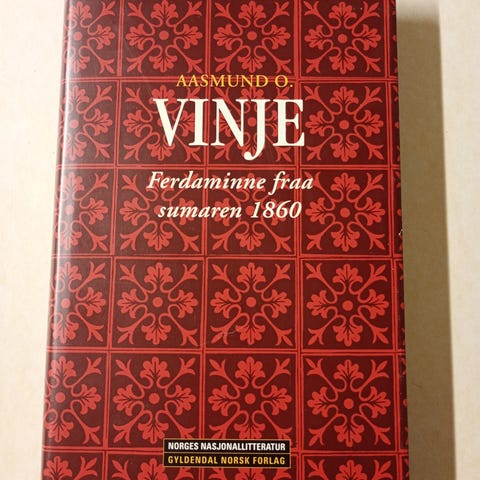 AASMUND O.
VINJE
Ferdaminne fraa
sumaren 1860
NORGES NASJONALLITTERATUR
GYLDENDAL NORSK FORLAG